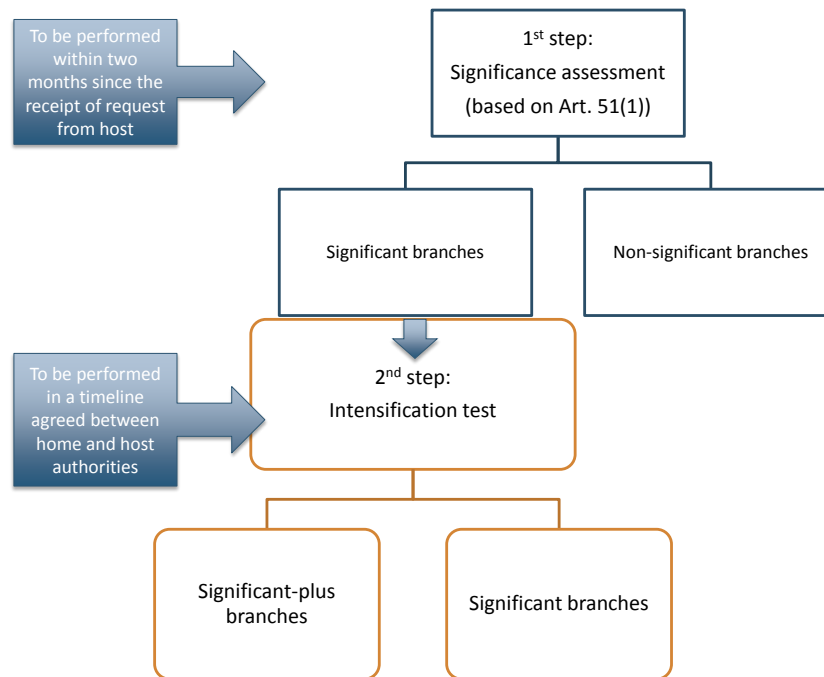 To be performed
within two
months since the
receipt of request
from host
1st step:
Significance assessment
(based on Art. 51(1))
Significant branches
Non-significant branches
To be performed
in a timeline
agreed between
home and host
authorities
2nd step:
Intensification test
Significant-plus
branches
Significant branches